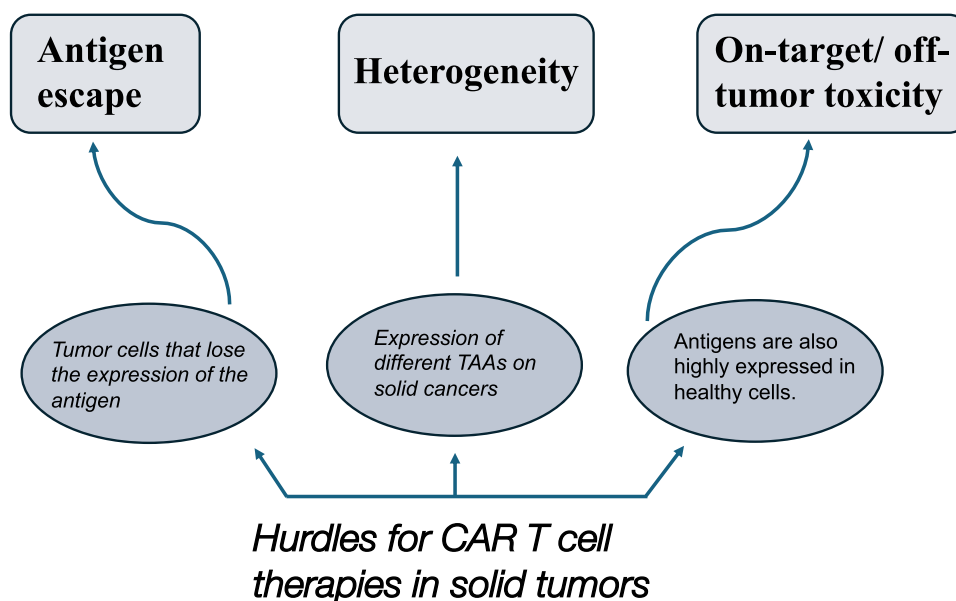 Antigen
escape
Heterogeneity
On-target/ off-
tumor toxicity
Tumor cells that lose
the expression of the
antigen
Expression of
different TAAs on
solid cancers
Antigens are also
highly expressed in
healthy cells.
Hurdles for CAR T cell
therapies in solid tumors